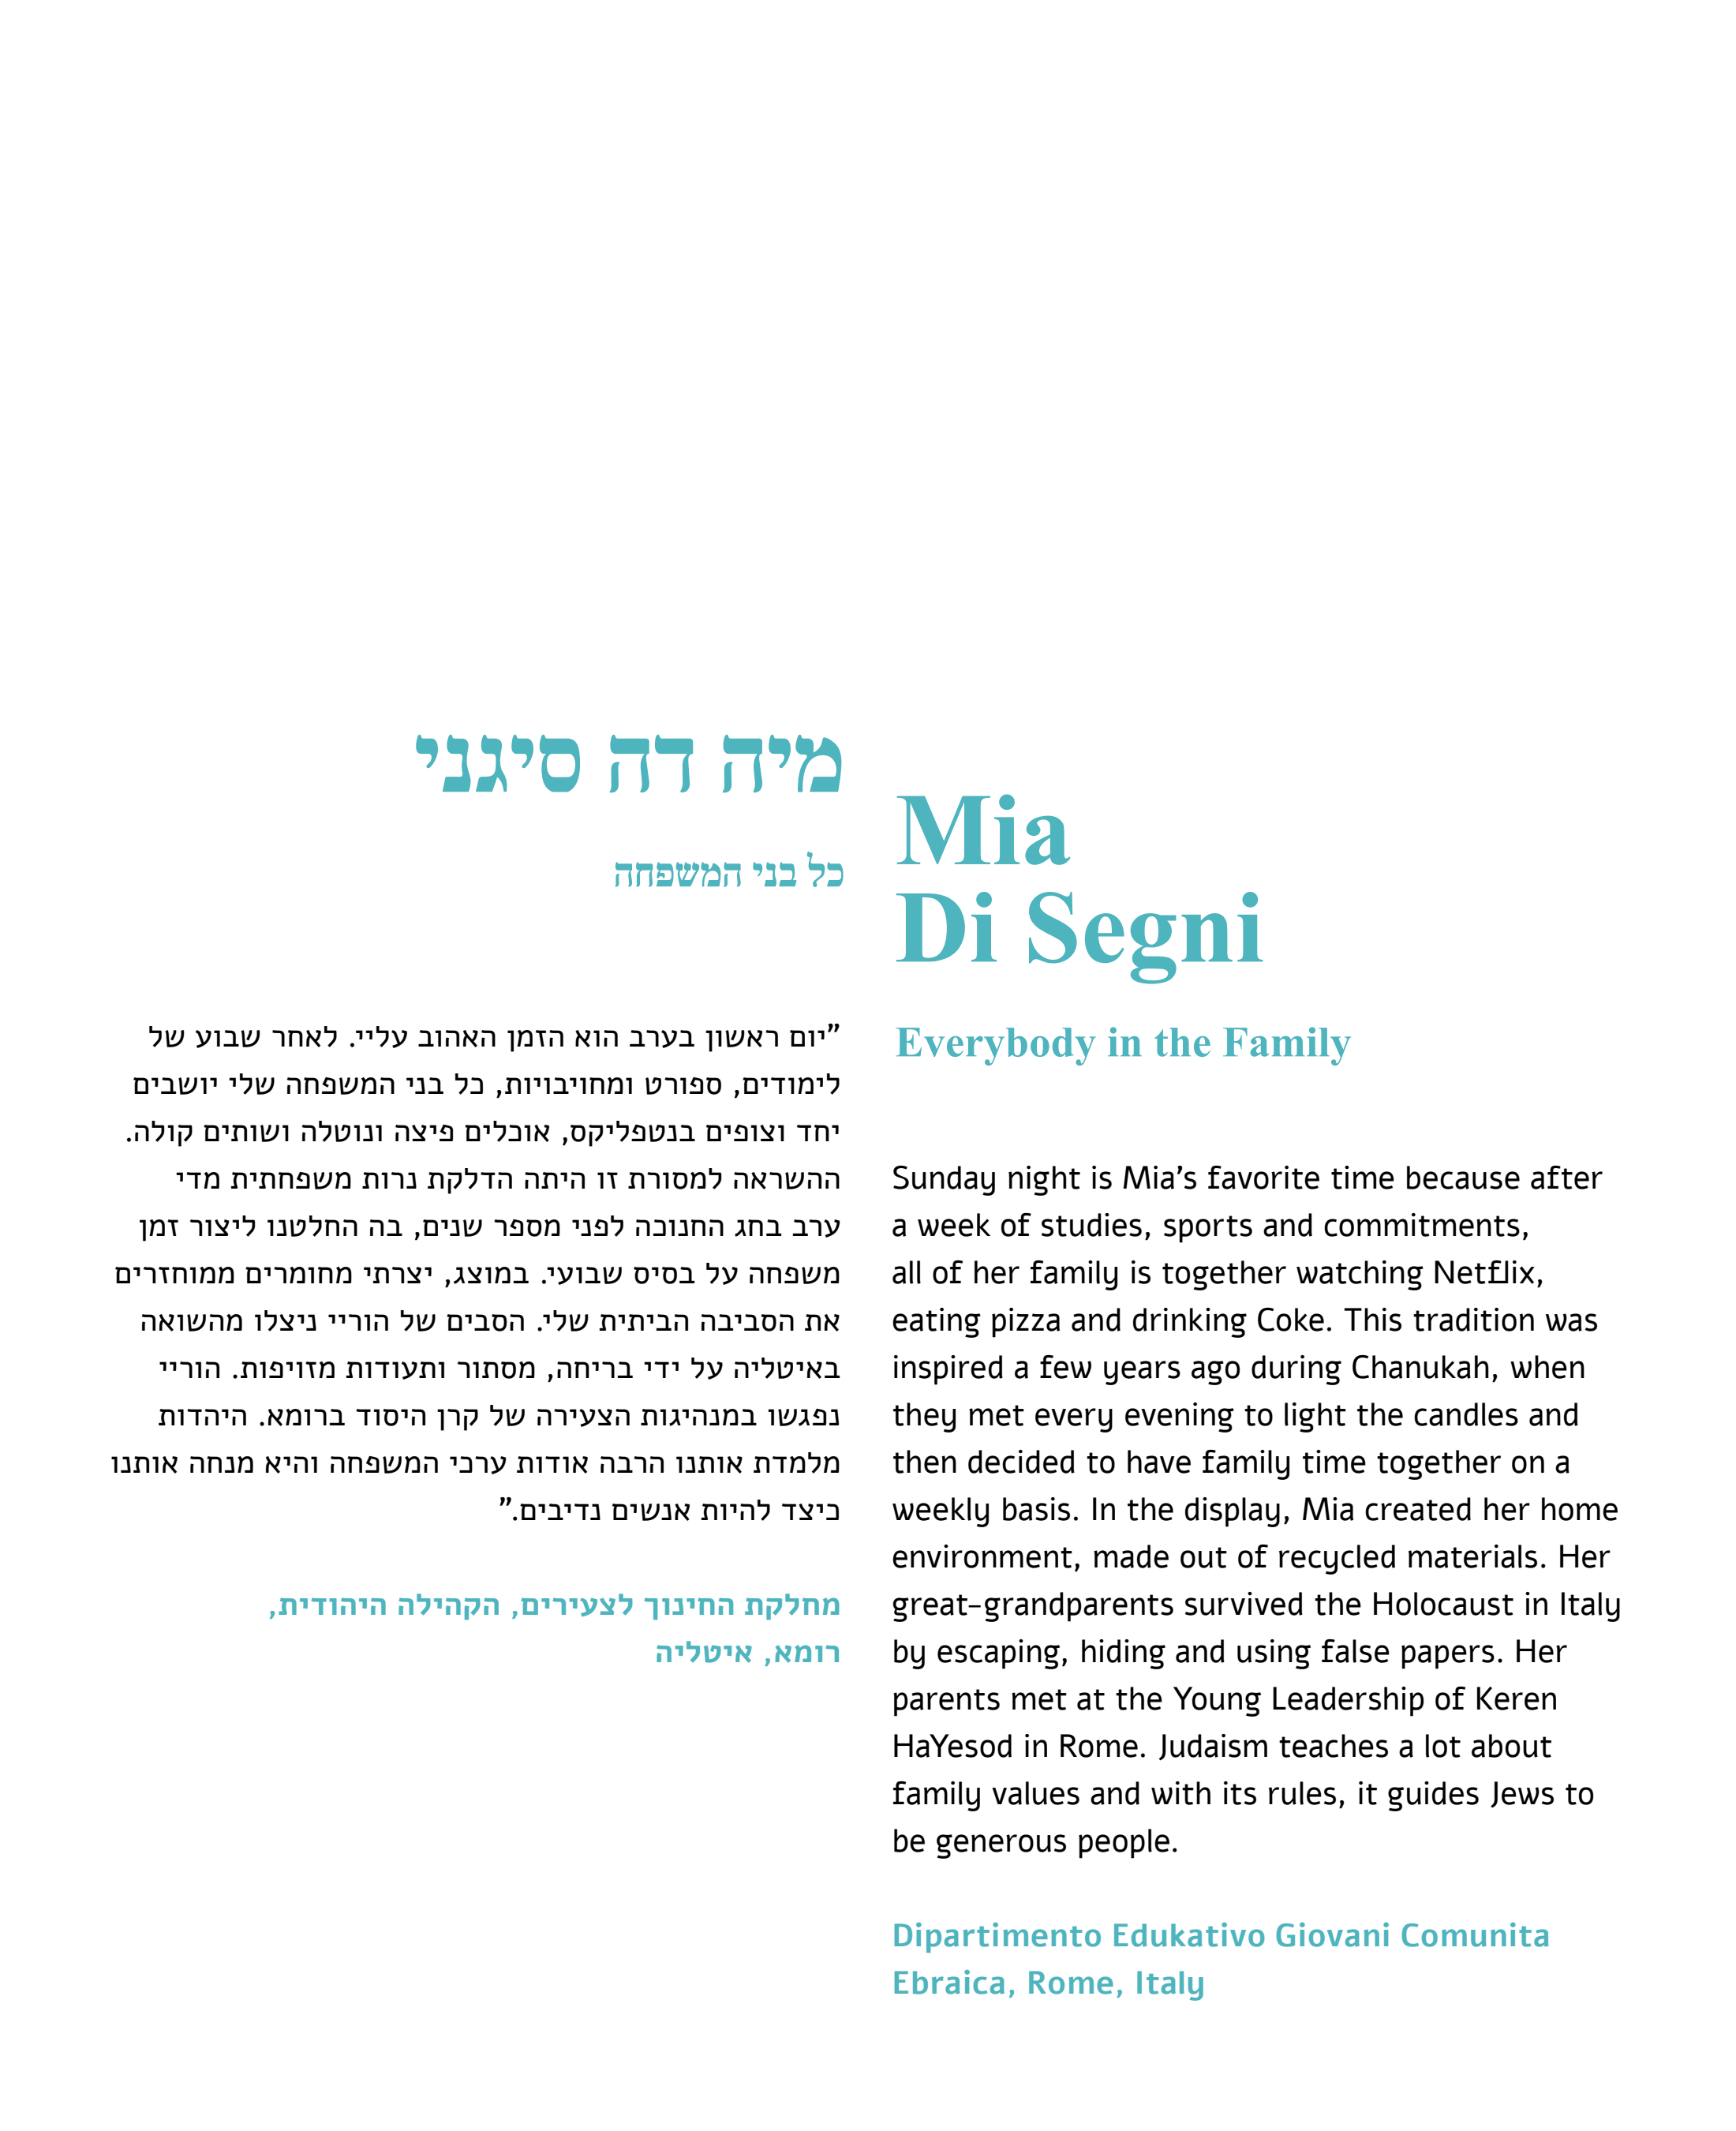 מיה דה סיגני
כל בני המשפחה
"יום ראשון בערב הוא הזמן האהוב עליי. לאחר שבוע של
לימודים, ספורט ומחויבויות, כל בני המשפחה שלי יושבים
יחד וצופים בנטפליקס, אוכלים פיצה ונוטלה ושותים קולה.
ההשראה למסורת זו היתה הדלקת נרות משפחתית מדי
ערב בחג החנוכה לפני מספר שנים, בה החלטנו ליצור זמן
משפחה על בסיס שבועי. במוצג, יצרתי מחומרים ממוחזרים
את הסביבה הביתית שלי. הסבים של הוריי ניצלו מהשואה
באיטליה על ידי בריחה, מסתור ותעודות מזויפות. הוריי
נפגשו במנהיגות הצעירה של קרן היסוד ברומא. היהדות
מלמדת אותנו הרבה אודות ערכי המשפחה והיא מנחה אותנו
כיצד להיות אנשים נדיבים."
מחלקת החינוך לצעירים, הקהילה היהודית,
רומא, איטליה
Mia
Di Segni
Everybody in the Family
Sunday night is Mia's favorite time because after
a week of studies, sports and commitments,
all of her family is together watching Netflix,
eating pizza and drinking Coke. This tradition was
inspired a few years ago during Chanukah, when
they met every evening to light the candles and
then decided to have family time together on a
weekly basis. In the display, Mia created her home
environment, made out of recycled materials. Her
great-grandparents survived the Holocaust in Italy
by escaping, hiding and using false papers. Her
parents met at the Young Leadership of Keren
HaYesod in Rome. Judaism teaches a lot about
family values and with its rules, it guides Jews to
be generous people.
Dipartimento Edukativo Giovani Comunita
Ebraica, Rome, Italy